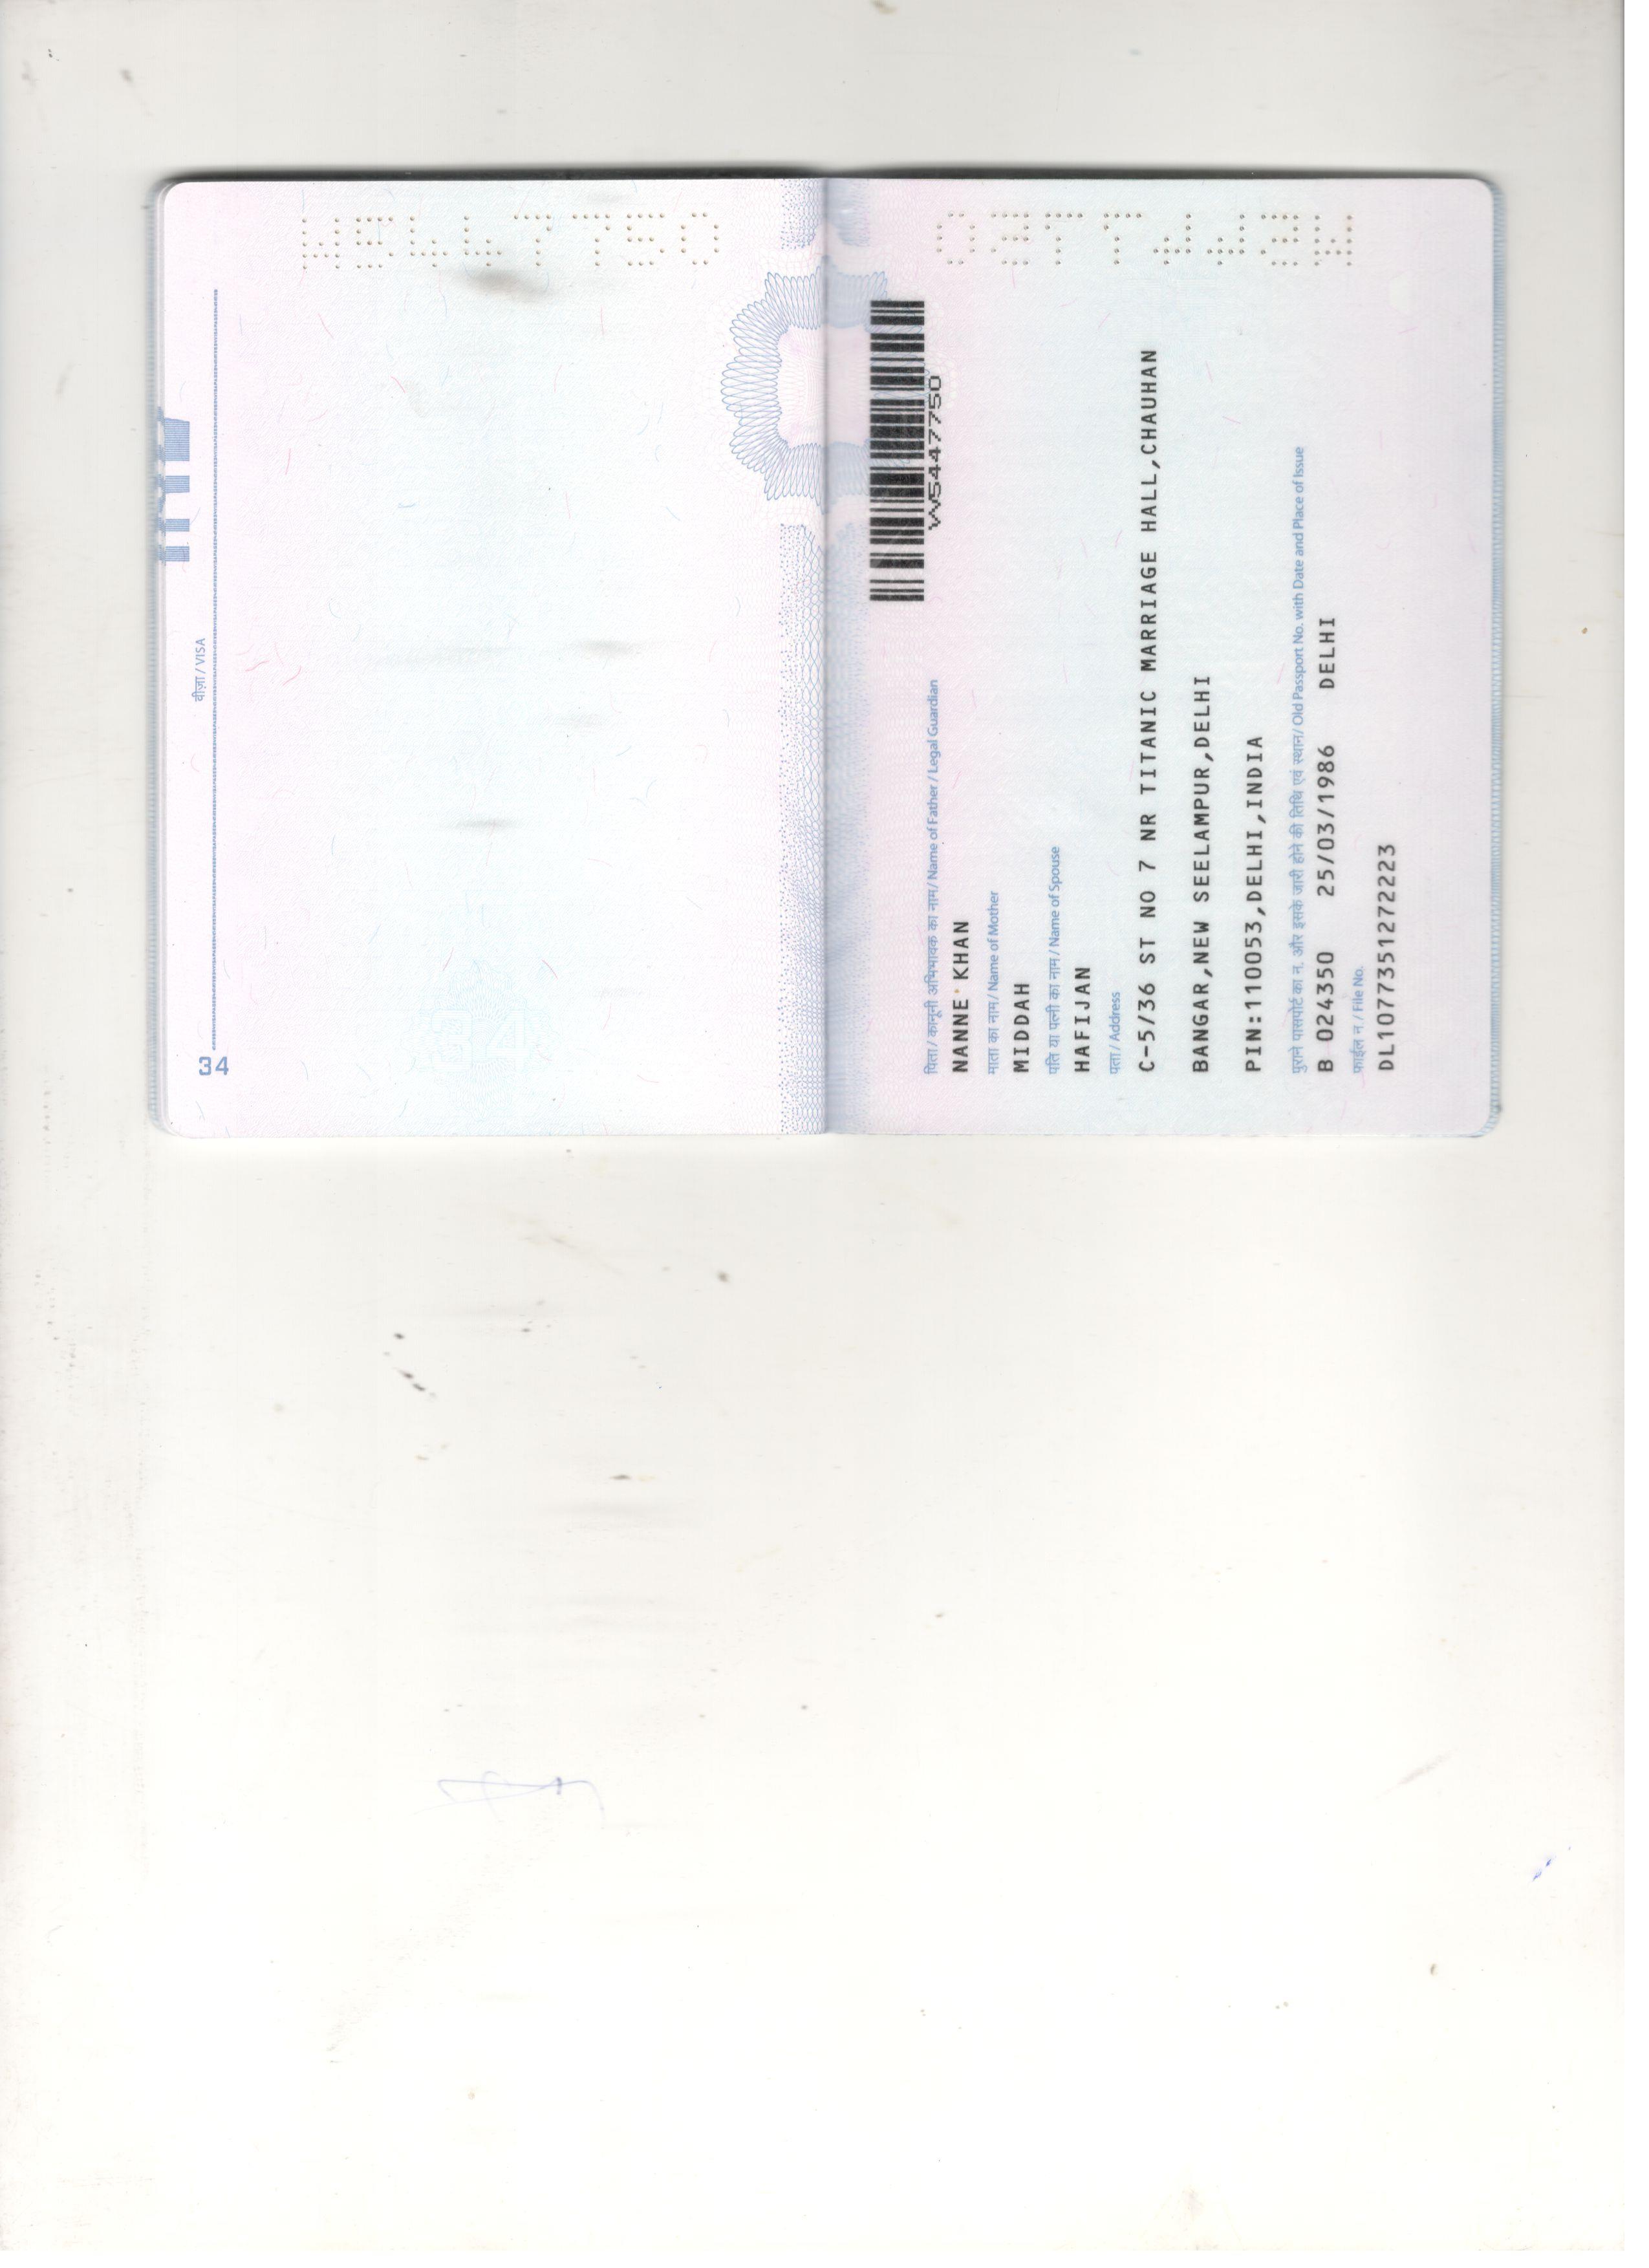 W5447750
34
वीज़ा / VISA
W5447750
W5447750
पिता / कानूनी अभिभावक का नाम / Name of Father / Legal Guardian
NANNE KHAN
माता का नाम / Name of Mother
MIDDAH
पति या पत्नी का नाम / Name of Spouse
HAFIJAN
पता / Address
C-5/36 ST NO 7 NR TITANIC MARRIAGE HALL,CHAUHAN
BANGAR,NEW SEELAMPUR,DELHI
PIN:110053,DELHI,INDIA
पुराने पासपोर्ट का न. और इसके जारी होने की तिथि एवं स्थान / Old Passport No. with Date and Place of Issue
B 024350 25/03/1986 DELHI
फाईल न / File No.
DL1077351272223